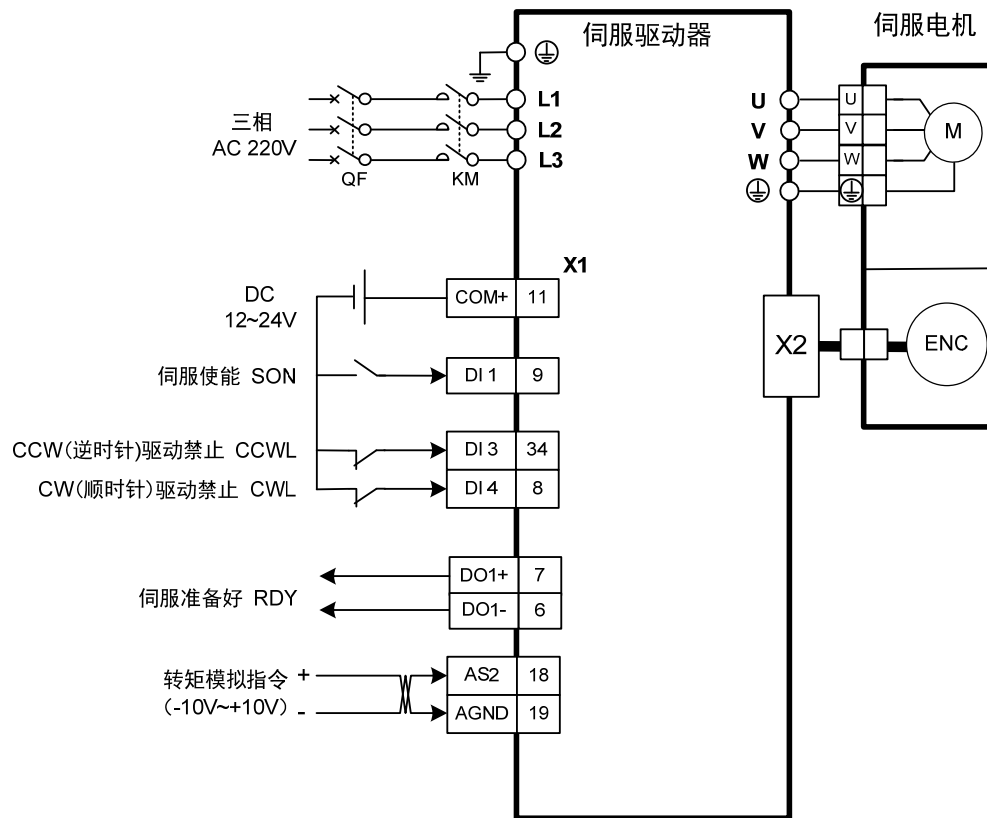 伺服驱动器
伺服电机
三相
AC 220V
QF
KM
L1
L2
L3
U
V
W
U
V
W
M
X1
DC
12~24V
COM+ 11
伺服使能 SON
DI 1 9
CCW(逆时针)驱动禁止 CCWL
DI 3 34
CW(顺时针)驱动禁止 CWL
DI 4 8
X2
ENC
伺服准备好 RDY
DO1+ 7
DO1- 6
转矩模拟指令 +
(-10V~+10V) -
AS2 18
AGND 19